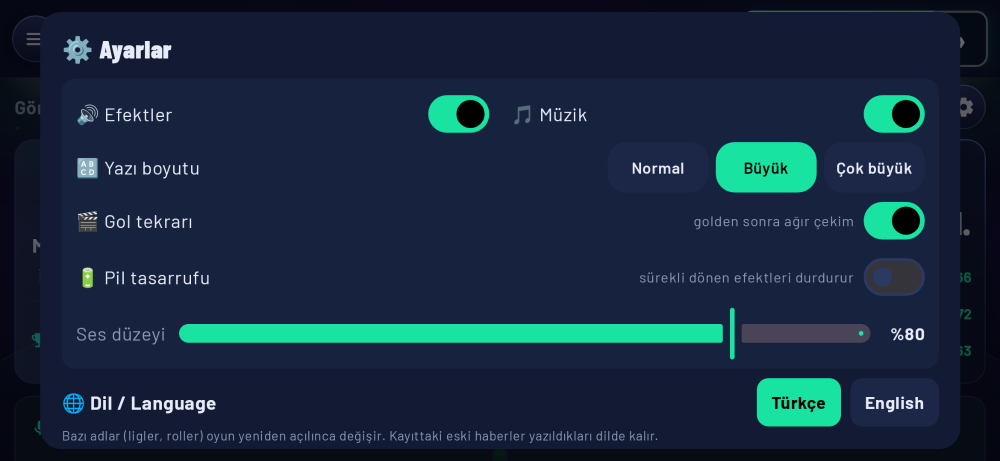 Ayarlar
Efektler
Müzik
Yazı boyutu
Normal
Büyük
Çok büyük
Gol tekrarı
golden sonra ağır çekim
Pil tasarrufu
sürekli dönen efektleri durdurur
Ses düzeyi
%80
Dil / Language
Türkçe
English
Bazı adlar (ligler, roller) oyun yeniden açılınca değişir. Kayıttaki eski haberler yazıldıkları dilde kalır.